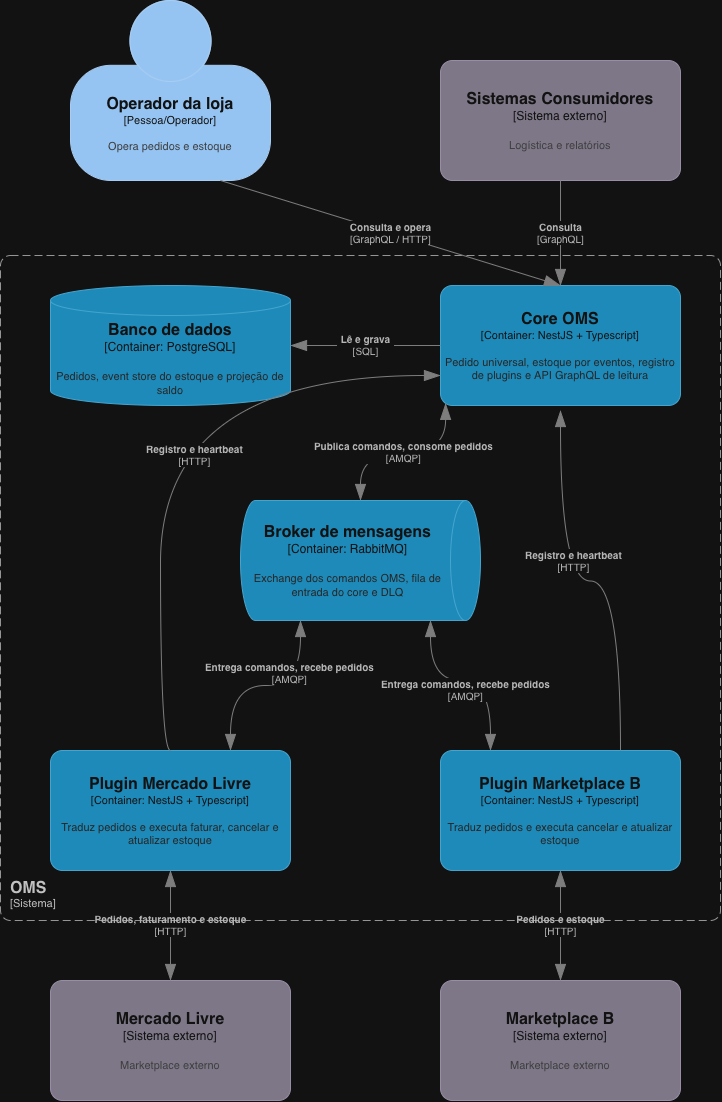 Operador da loja
[Pessoa/Operador]
Opera pedidos e estoque
Sistemas Consumidores
[Sistema externo]
Logística e relatórios
Consulta e opera
[GraphQL / HTTP]
Consulta
[GraphQL]
Banco de dados
[Container: PostgreSQL]
Pedidos, event store do estoque e projeção de
saldo
Lê e grava
[SQL]
Core OMS
[Container: NestJS + Typescript]
Pedido universal, estoque por eventos, registro
de plugins e API GraphQL de leitura
Registro e heartbeat
[HTTP]
Publica comandos, consome pedidos
[AMQP]
Broker de mensagens
[Container: RabbitMQ]
Exchange dos comandos OMS, fila de
entrada do core e DLQ
Registro e heartbeat
[HTTP]
Entrega comandos, recebe pedidos
[AMQP]
Entrega comandos, recebe pedidos
[AMQP]
Plugin Mercado Livre
[Container: NestJS + Typescript]
Traduz pedidos e executa faturar, cancelar e
atualizar estoque
Plugin Marketplace B
[Container: NestJS + Typescript]
Traduz pedidos e executa cancelar e atualizar
estoque
OMS
[Sistema]
Pedidos, faturamento e estoque
[HTTP]
Pedidos e estoque
[HTTP]
Mercado Livre
[Sistema externo]
Marketplace externo
Marketplace B
[Sistema externo]
Marketplace externo